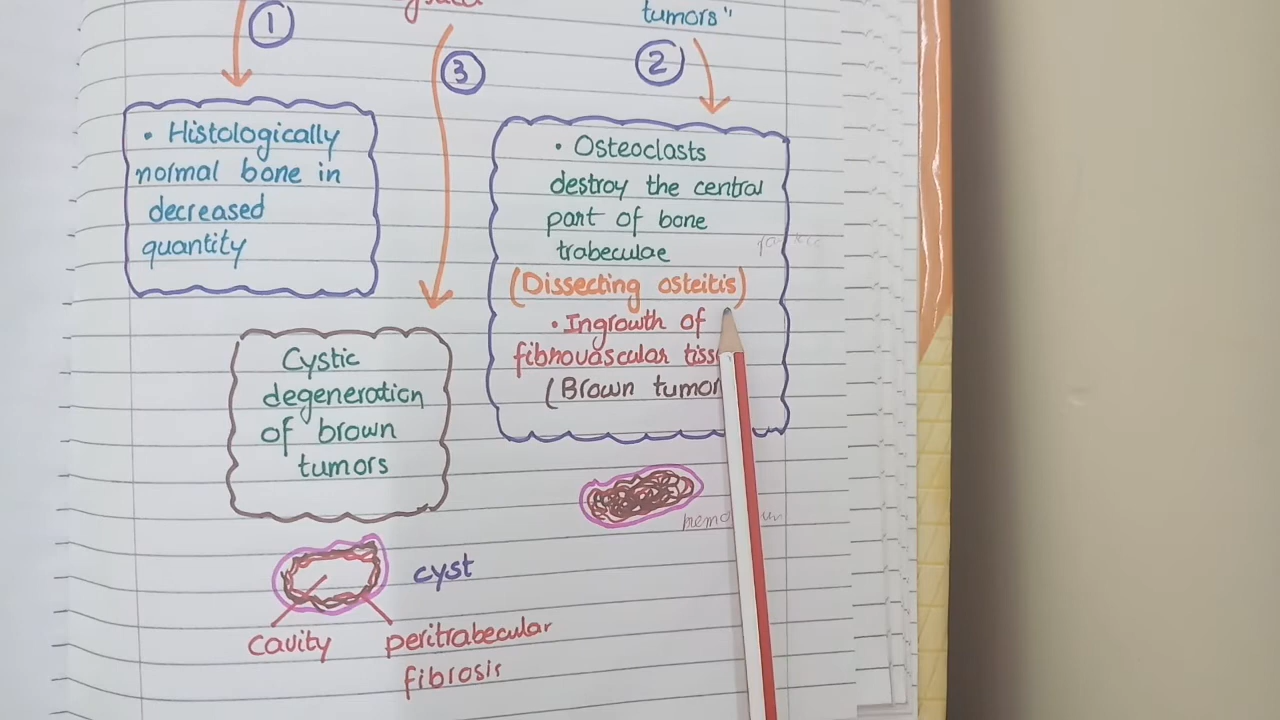 tumors"
1
3
2
• Histologically
normal bone in
decreased
quantity
• Osteoclasts
destroy the central
part of bone
trabeculae
(Dissecting osteitis)
• Ingrowth of
fibrovascular
(Brown tumor
Cystic
degeneration
of brown
tumors
cyst
cavity
peritrabecular
fibrosis